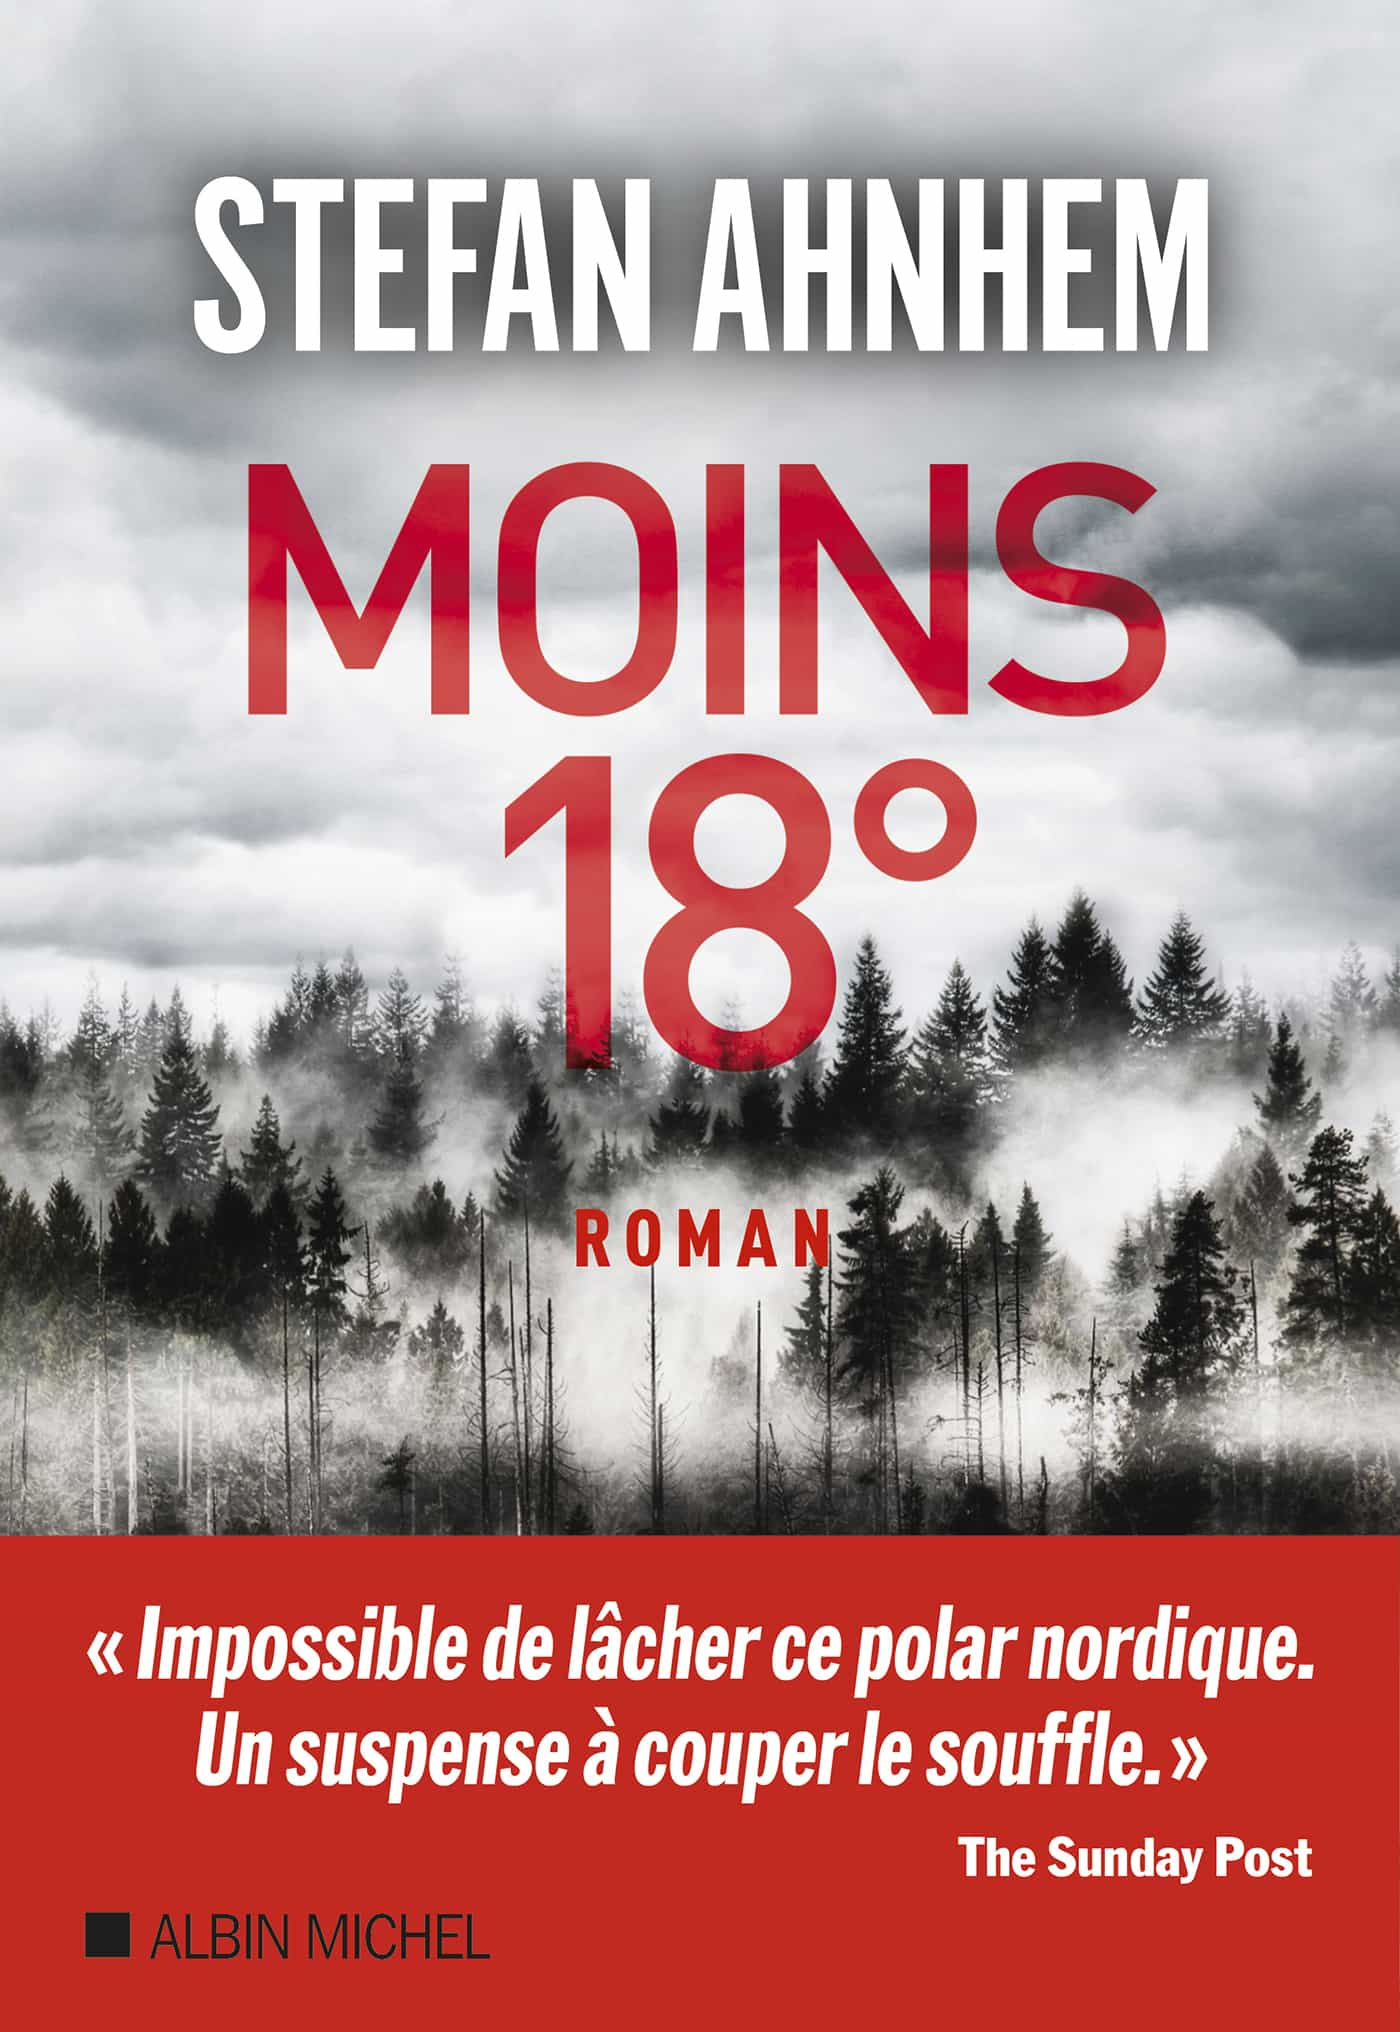 STEFAN AHNHEM
MOINS
18°
ROMAN
« Impossible de lâcher ce polar nordique.
Un suspense à couper le souffle. »
The Sunday Post
ALBIN MICHEL